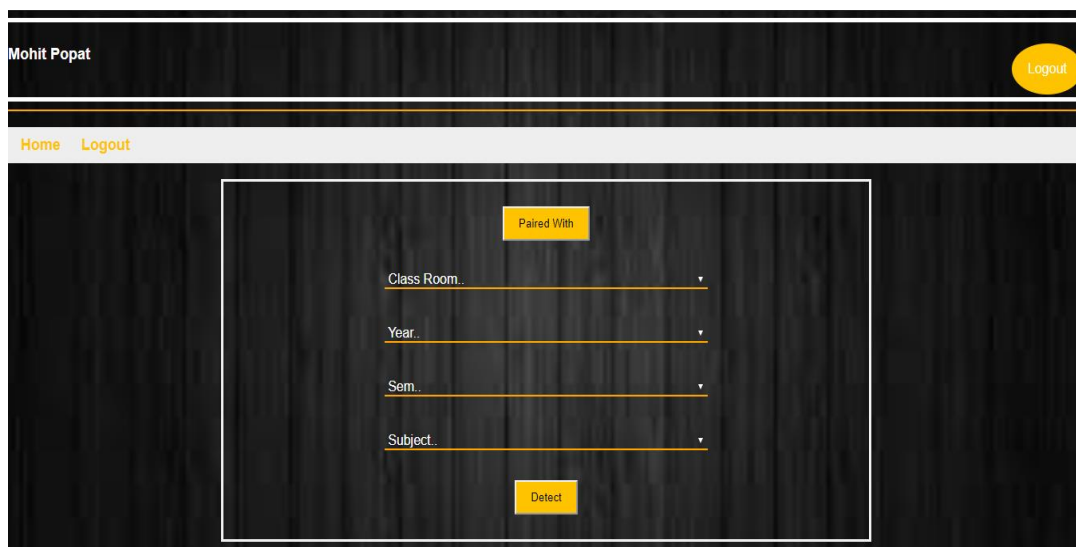 Mohit Popat
Logout
Home Logout
Paired With
Class Room..
Year..
Sem..
Subject..
Detect